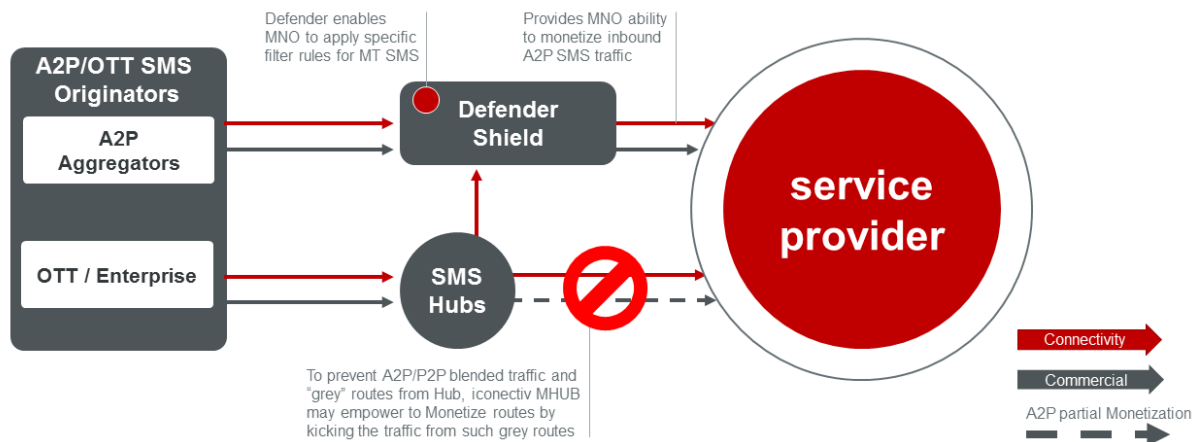 Defender enables
MNO to apply specific
filter rules for MT SMS
Provides MNO ability
to monetize inbound
A2P SMS traffic
A2P/OTT SMS
Originators
A2P
Aggregators
Defender
Shield
service
provider
OTT / Enterprise
SMS
Hubs
Connectivity
Commercial
A2P partial Monetization
To prevent A2P/P2P blended traffic and
"grey" routes from Hub, iconectiv MHUB
may empower to Monetize routes by
kicking the traffic from such grey routes